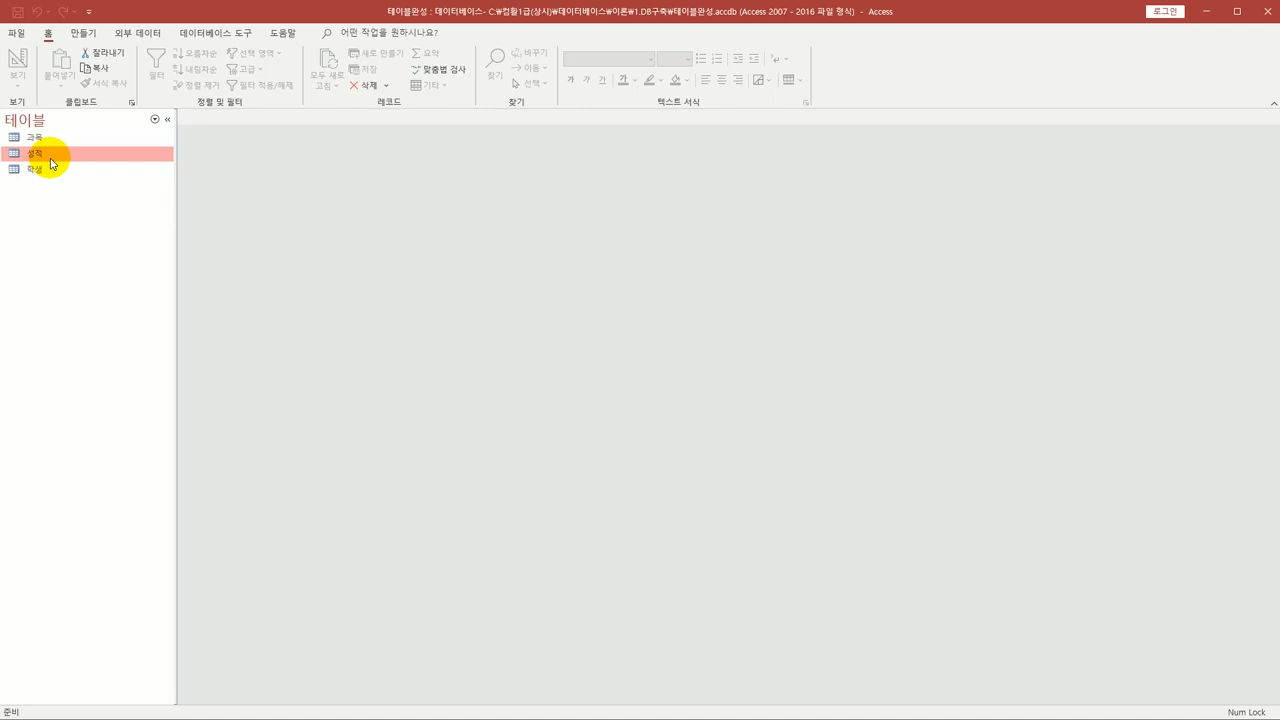 테이블완성 : 데이터베이스- C:₩컴활1급(상시)₩데이터베이스₩이론₩1.DB구축₩테이블완성.accdb (Access 2007 - 2016 파일 형식) - Access
로그인
파일 홈 만들기 외부 데이터 데이터베이스 도구 도움말 어떤 작업을 원하시나요?
보기
보기
붙여넣기
잘라내기
복사
서식 복사
클립보드
필터
오름차순
내림차순
정렬 제거
선택 영역
고급
필터 적용/해제
정렬 및 필터
모두 새로
고침
새로 만들기
저장
삭제
요약
맞춤법 검사
기타
레코드
찾기
바꾸기
이동
선택
찾기
가 가 가 가
텍스트 서식
테이블
과목
성적
학생
준비
Num Lock